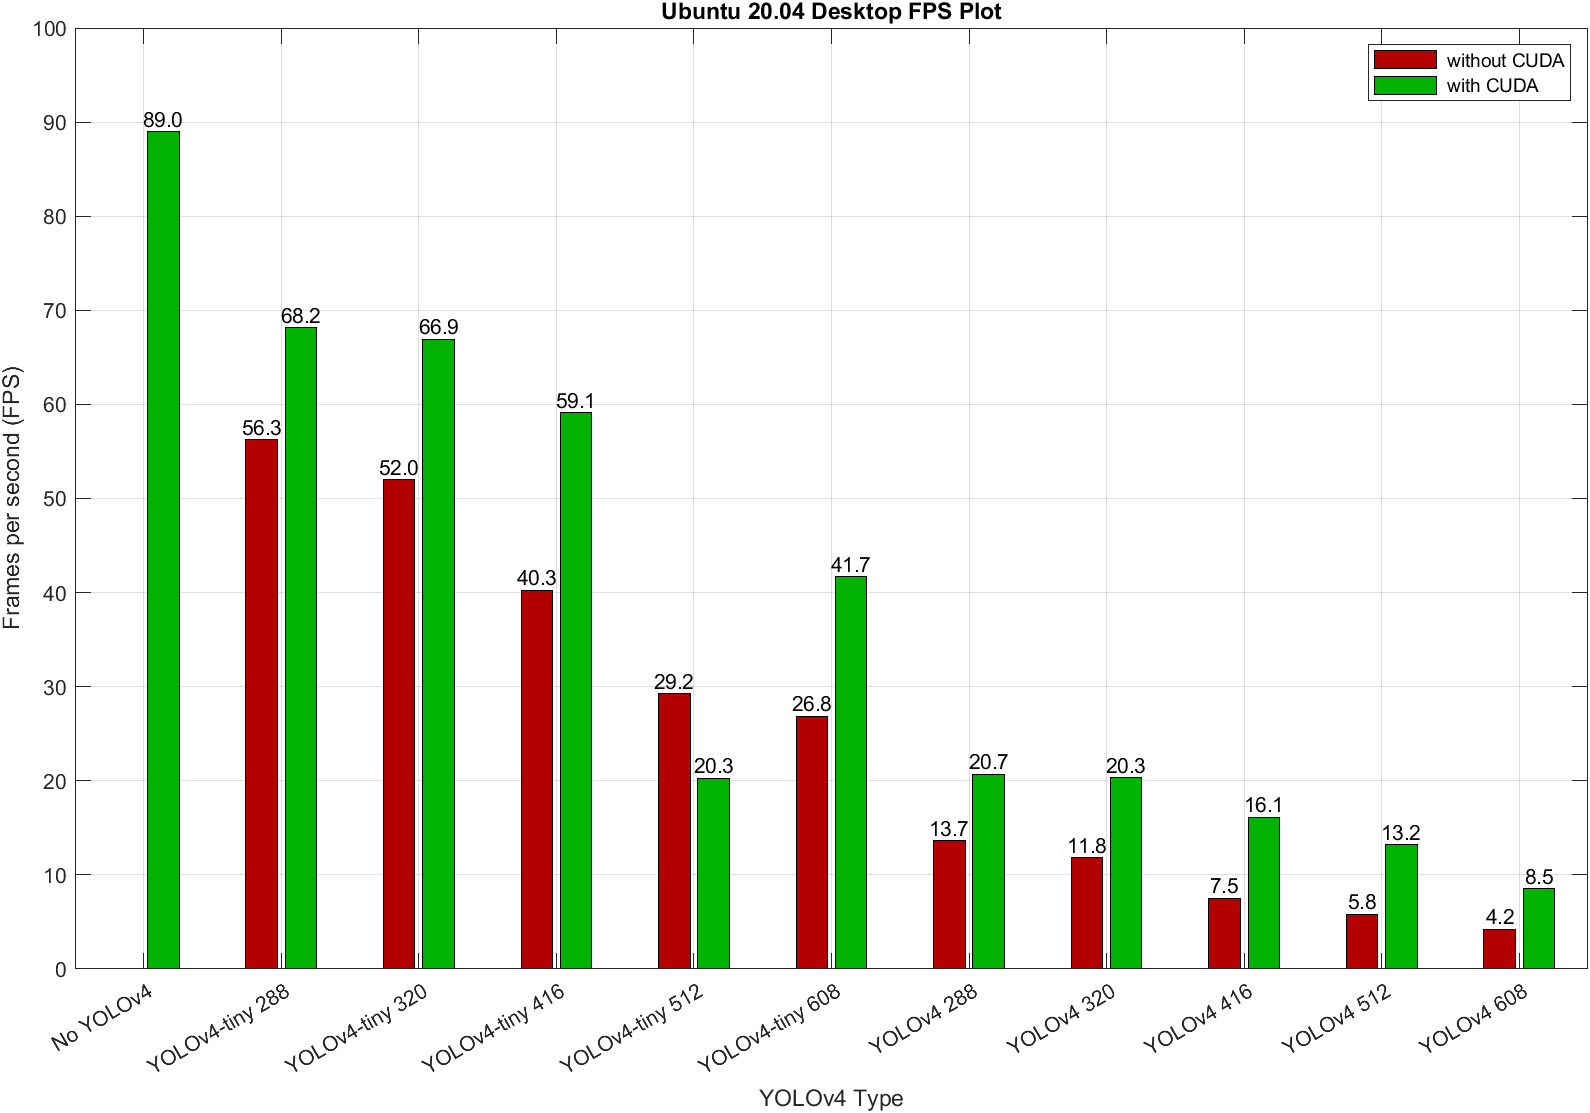 Ubuntu 20.04 Desktop FPS Plot
without CUDA
with CUDA
Frames per second (FPS)
100
90
80
70
60
50
40
30
20
10
0
89.0
56.3
68.2
52.0
66.9
40.3
59.1
29.2
20.3
26.8
41.7
13.7
20.7
11.8
20.3
7.5
16.1
5.8
13.2
4.2
8.5
No YOLOv4
YOLOv4-tiny 288
YOLOv4-tiny 320
YOLOv4-tiny 416
YOLOv4-tiny 512
YOLOv4-tiny 608
YOLOv4 288
YOLOv4 320
YOLOv4 416
YOLOv4 512
YOLOv4 608
YOLOv4 Type